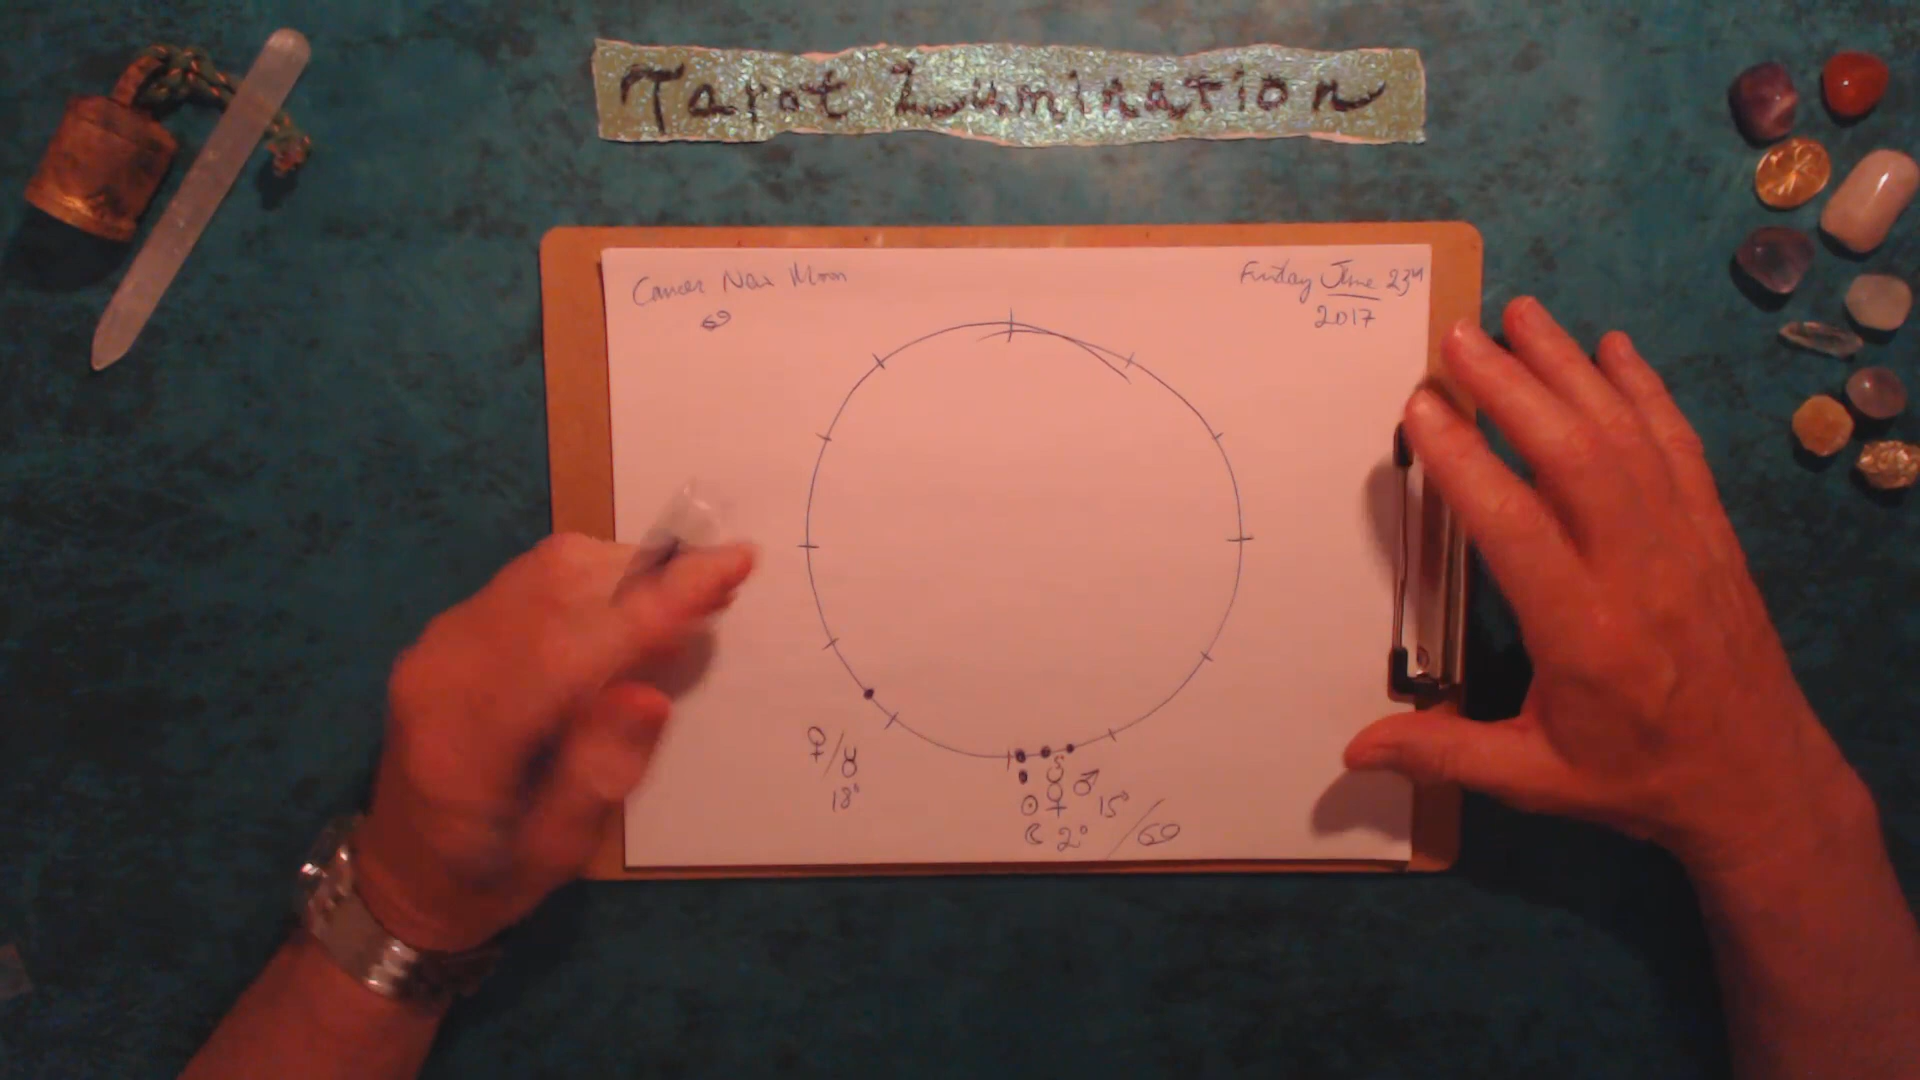 Tarot Lumination
Cancer New Moon
♋
Friday June 23rd
2017
♀/♉
18°
☿ ♂
☉ 15°
☾ 2° /♋